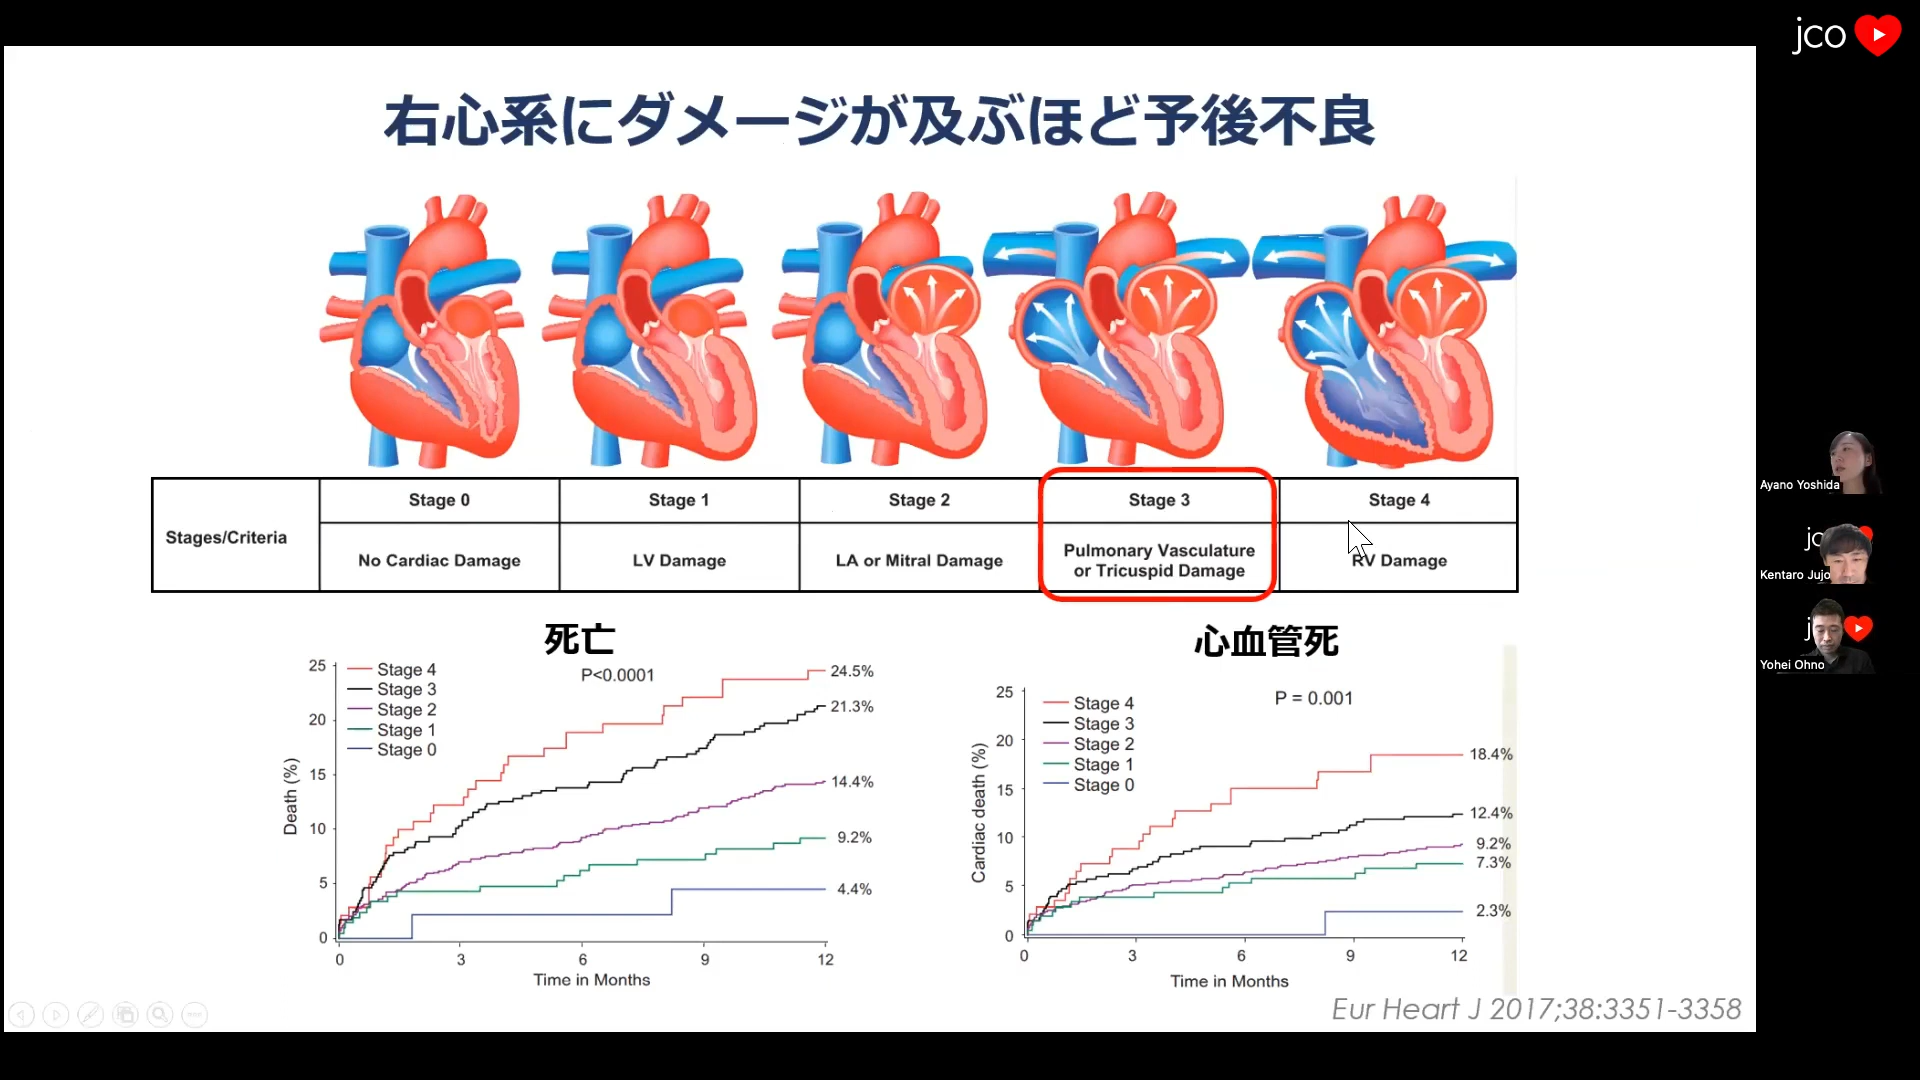 jco
右心系にダメージが及ぶほど予後不良
Stages/Criteria
Stage 0
Stage 1
Stage 2
Stage 3
Stage 4
No Cardiac Damage
LV Damage
LA or Mitral Damage
Pulmonary Vasculature
or Tricuspid Damage
RV Damage
死亡
P<0.0001
Stage 4
Stage 3
Stage 2
Stage 1
Stage 0
Death (%)
25
20
15
10
5
0
24.5%
21.3%
14.4%
9.2%
4.4%
0 3 6 9 12
Time in Months
心血管死
P = 0.001
Stage 4
Stage 3
Stage 2
Stage 1
Stage 0
Cardiac death (%)
25
20
15
10
5
0
18.4%
12.4%
9.2%
7.3%
2.3%
0 3 6 9 12
Time in Months
Eur Heart J 2017;38:3351-3358
Ayano Yoshida
Kentaro Jujo
Yohei Ohno